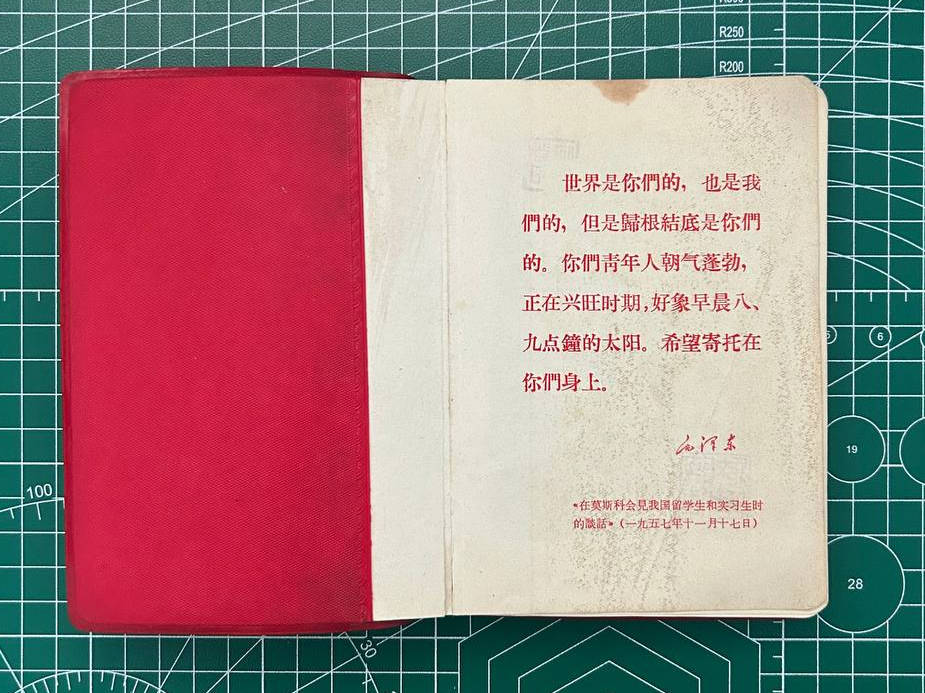 R250
R200
世界是你們的，也是我
們的，但是歸根結底是你們
的。你們靑年人朝气蓬勃，
正在兴旺时期，好象早晨八、
九点鐘的太阳。希望寄托在
你們身上。
毛泽东
《在莫斯科会見我国留学生和实习生时
的談話》（一九五七年十一月十七日）
6
19
100
28
30